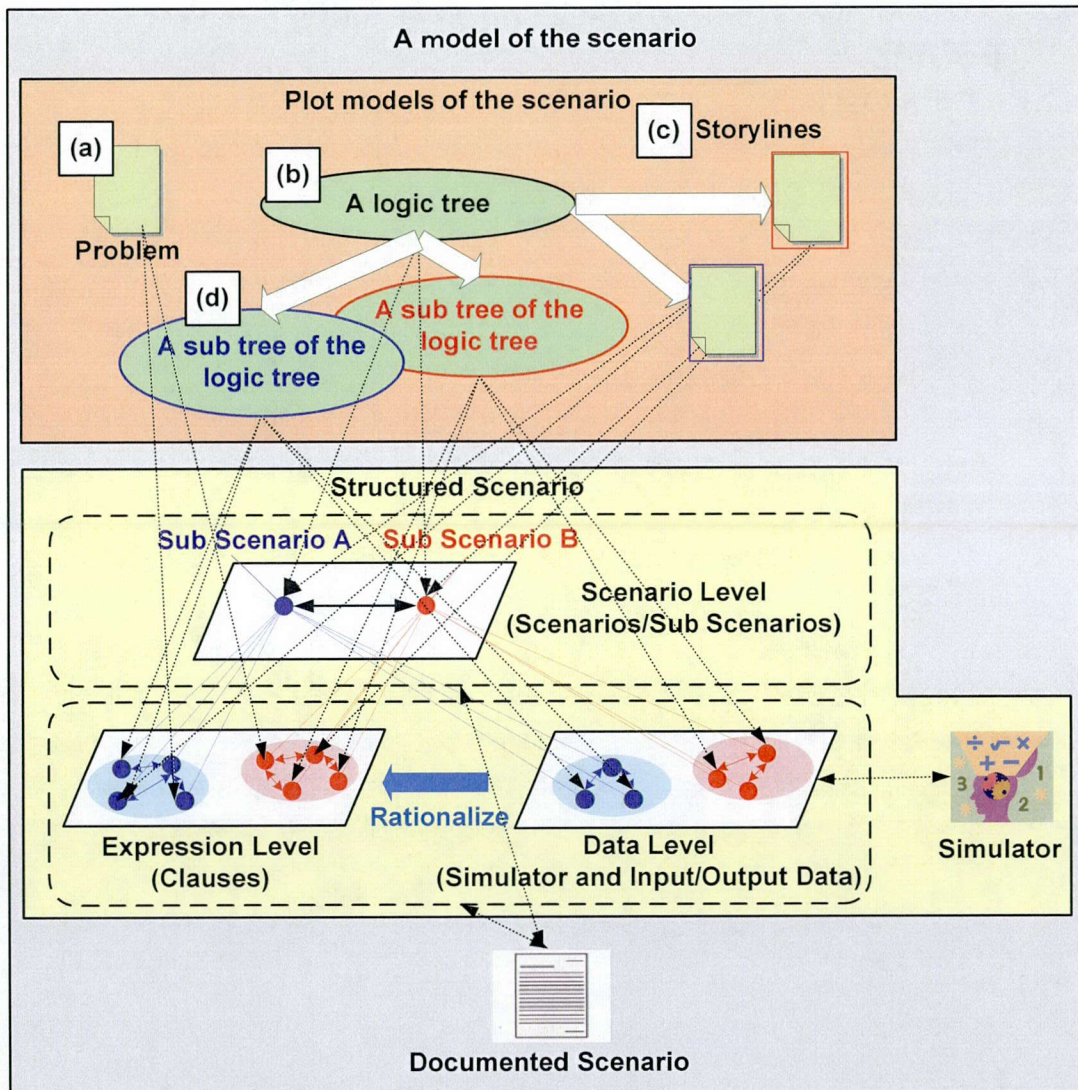 A model of the scenario
Plot models of the scenario
(a)
Problem
(b)
A logic tree
(c)
Storylines
(d)
A sub tree of the
logic tree
A sub tree of the
logic tree
Structured Scenario
Sub Scenario A
Sub Scenario B
Scenario Level
(Scenarios/Sub Scenarios)
Rationalize
Expression Level
(Clauses)
Data Level
(Simulator and Input/Output Data)
÷ √ ×
+ −
3
1
2
Simulator
Documented Scenario